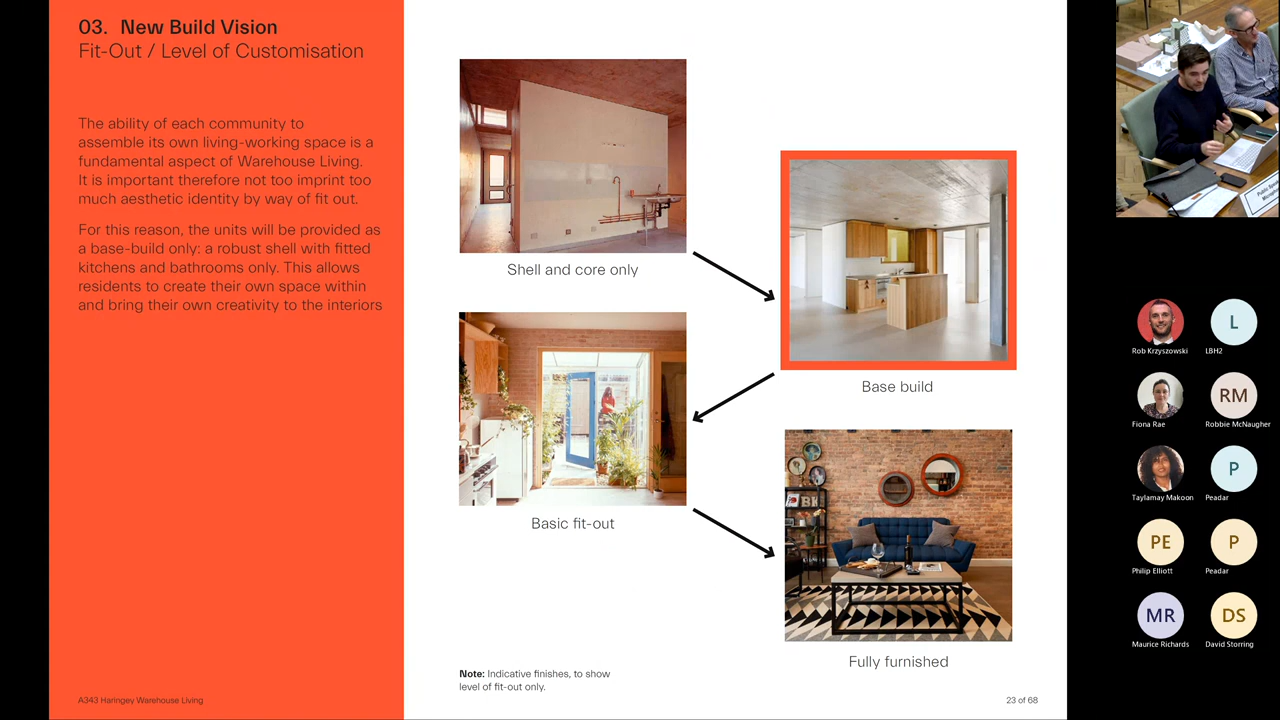 03. New Build Vision
Fit-Out / Level of Customisation
The ability of each community to
assemble its own living-working space is a
fundamental aspect of Warehouse Living.
It is important therefore not too imprint too
much aesthetic identity by way of fit out.
For this reason, the units will be provided as
a base-build only: a robust shell with fitted
kitchens and bathrooms only. This allows
residents to create their own space within
and bring their own creativity to the interiors
A343 Haringey Warehouse Living
Shell and core only
Base build
Basic fit-out
Fully furnished
Note: Indicative finishes, to show
level of fit-out only.
23 of 68
L
Rob Krzyszowski
LBH2
RM
Fiona Rae
Robbie McNaugher
P
Taylamay Makoon
Peadar
PE
P
Philip Elliott
Peadar
MR
DS
Maurice Richards
David Storring